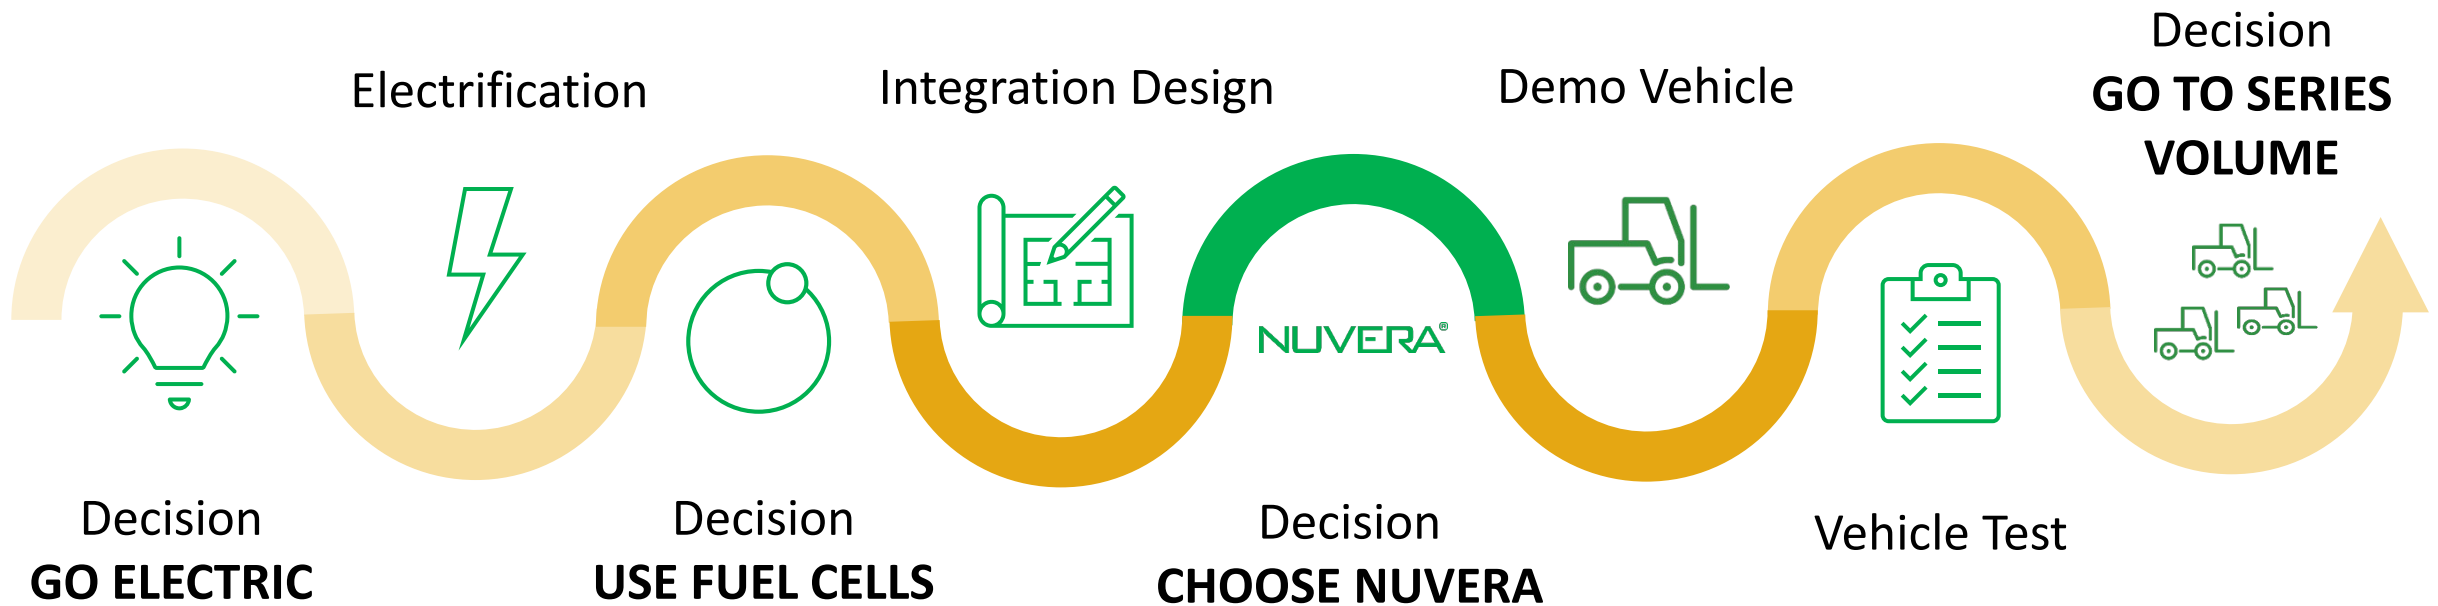 Decision
GO ELECTRIC
Electrification
Decision
USE FUEL CELLS
Integration Design
NUVERA®
Decision
CHOOSE NUVERA
Demo Vehicle
Vehicle Test
Decision
GO TO SERIES
VOLUME